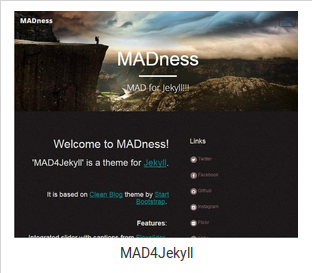 MADness
MADness
MAD for Jekyll!!!
Welcome to MADness!
'MAD4Jekyll' is a theme for Jekyll.
It is based on Clean Blog theme by Start
Bootstrap.
Features:
Integrated slider with captions from
Links
Twitter
Facebook
Github
Instagram
Flickr
MAD4Jekyll